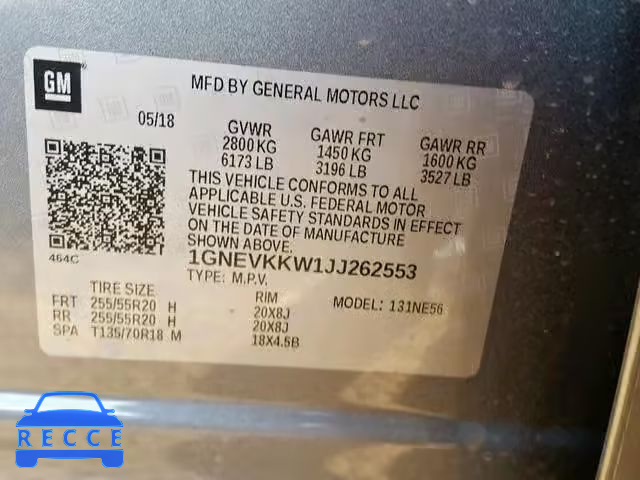 GM
MFD BY GENERAL MOTORS LLC
05/18
GVWR GAWR FRT GAWR RR
2800 KG 1450 KG 1600 KG
6173 LB 3196 LB 3527 LB
THIS VEHICLE CONFORMS TO ALL
APPLICABLE U.S. FEDERAL MOTOR
VEHICLE SAFETY STANDARDS IN EFFECT
ON THE DATE OF MANUFACTURE
SHOWN ABOVE.
464C
1GNEVKKW1JJ262553
TYPE: M.P.V.
TIRE SIZE RIM MODEL: 131NE56
FRT 255/55R20 H 20X8J
RR 255/55R20 H 20X8J
SPA T135/70R18 M 18X4.5B
RECCE